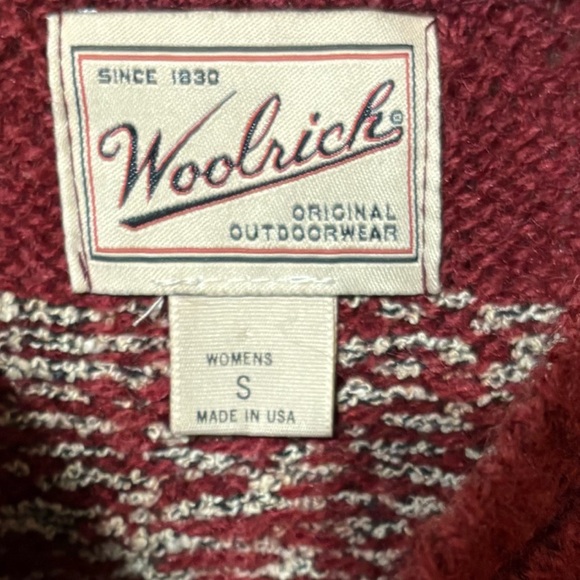 SINCE 1830
Woolrich®
ORIGINAL
OUTDOORWEAR
WOMENS
S
MADE IN USA